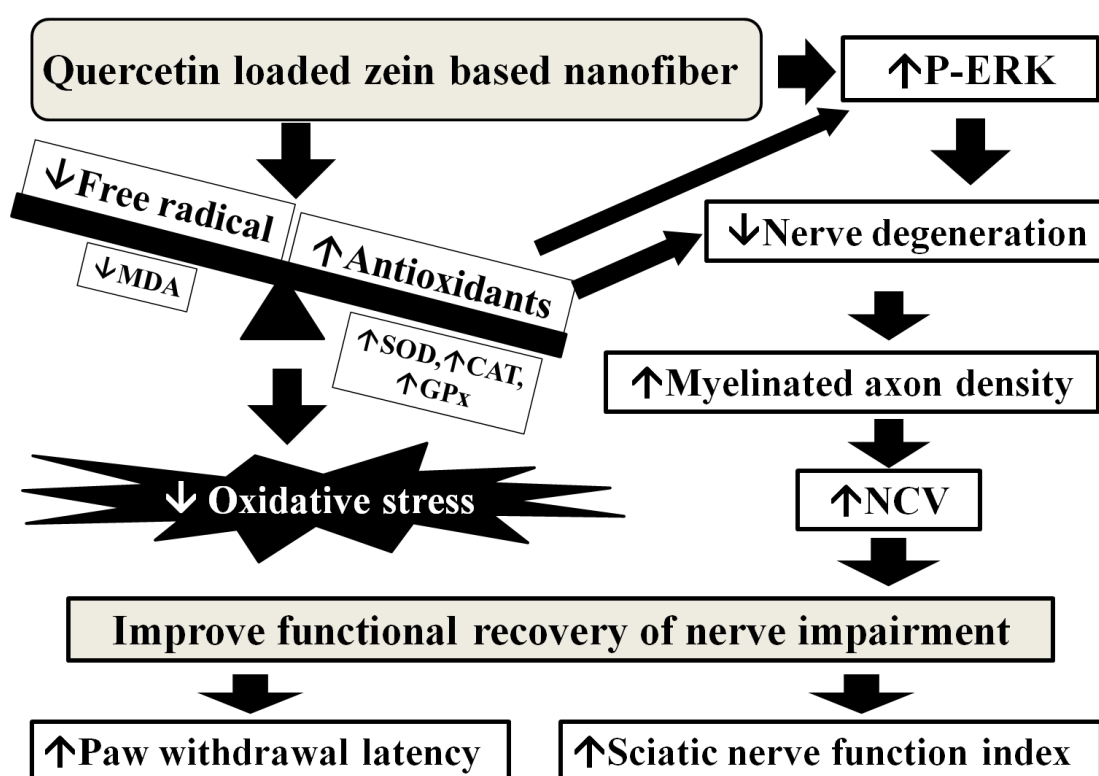 Quercetin loaded zein based nanofiber
↑P-ERK
↓Free radical
↑Antioxidants
↓Nerve degeneration
↓MDA
↑SOD,↑CAT,
↑GPx
↑Myelinated axon density
↓ Oxidative stress
↑NCV
Improve functional recovery of nerve impairment
↑Paw withdrawal latency
↑Sciatic nerve function index